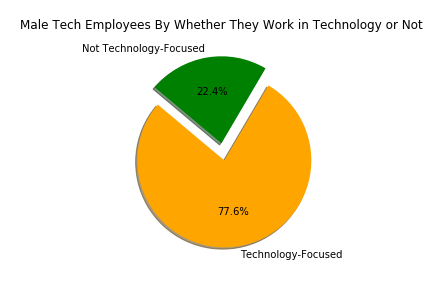 Male Tech Employees By Whether They Work in Technology or Not
Not Technology-Focused
22.4%
77.6%
Technology-Focused